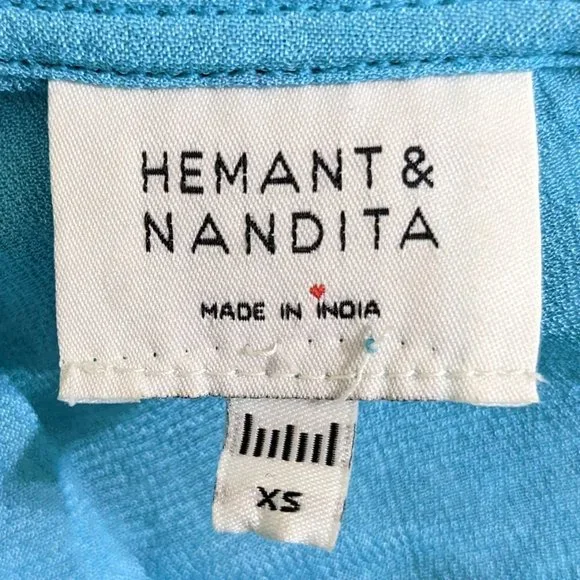 HEMANT &
NANDITA
MADE IN INDIA
XS